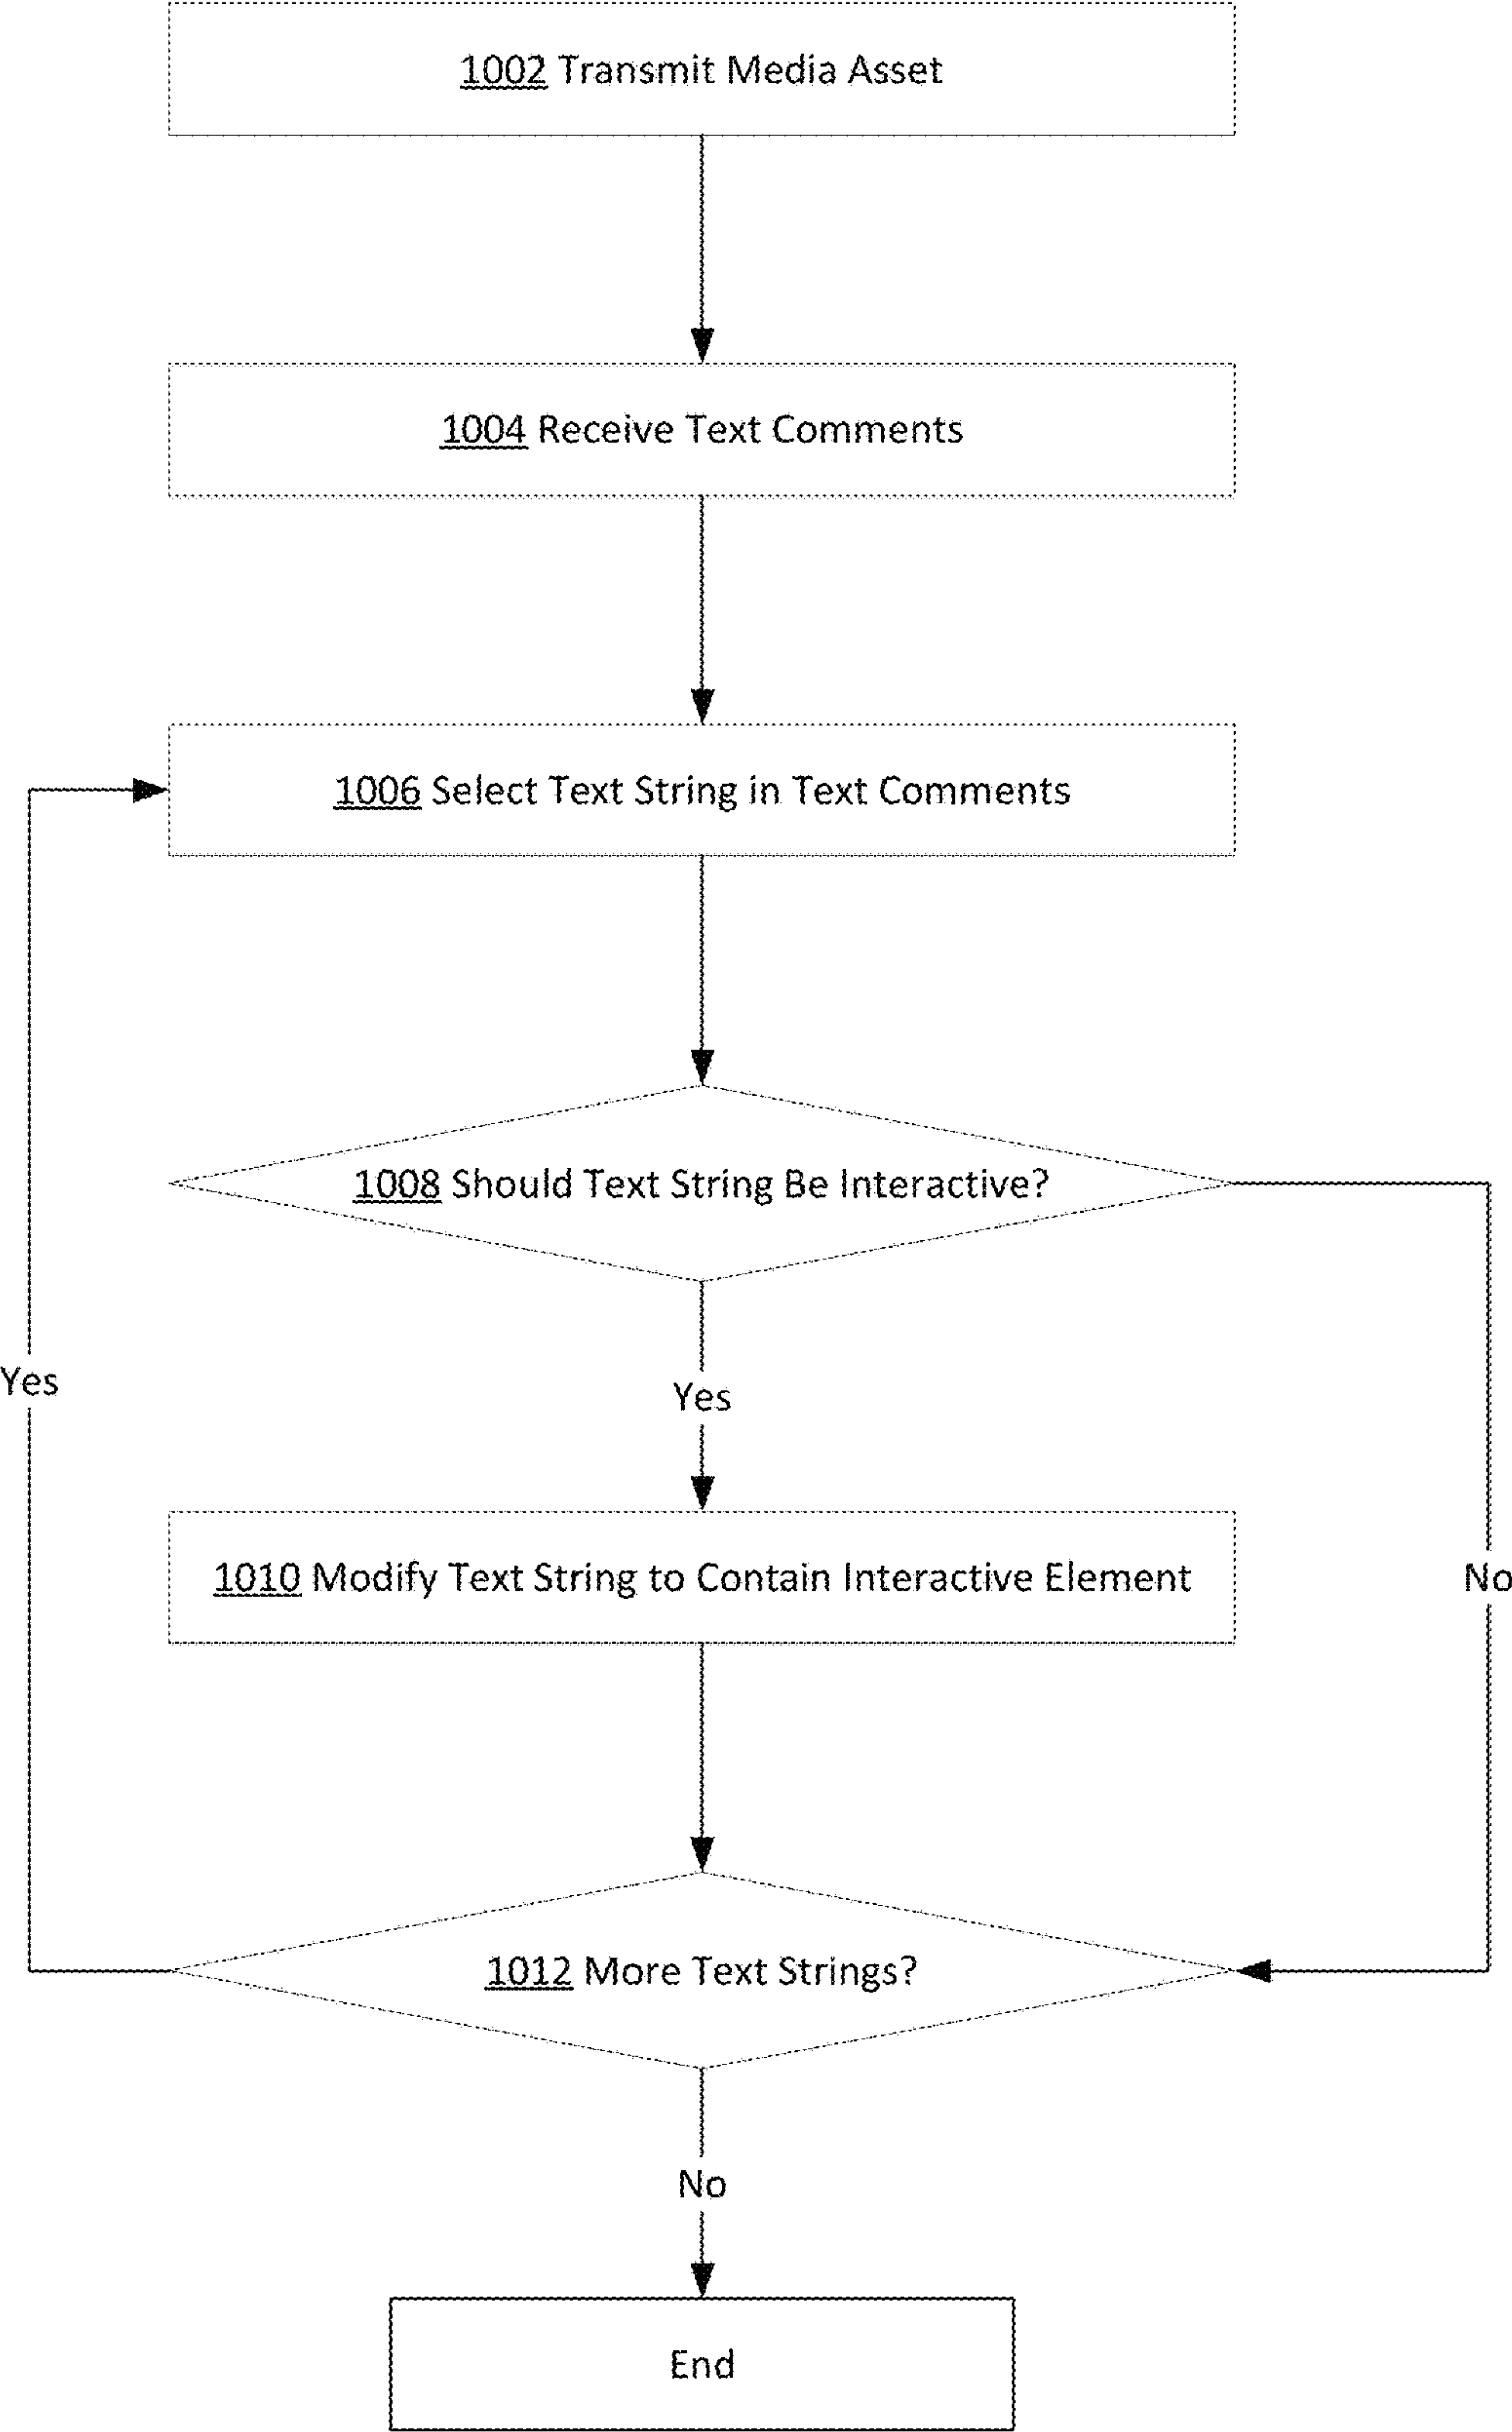 1002 Transmit Media Asset
1004 Receive Text Comments
1006 Select Text String in Text Comments
1008 Should Text String Be Interactive?
Yes
Yes
1010 Modify Text String to Contain Interactive Element
No
1012 More Text Strings?
No
End